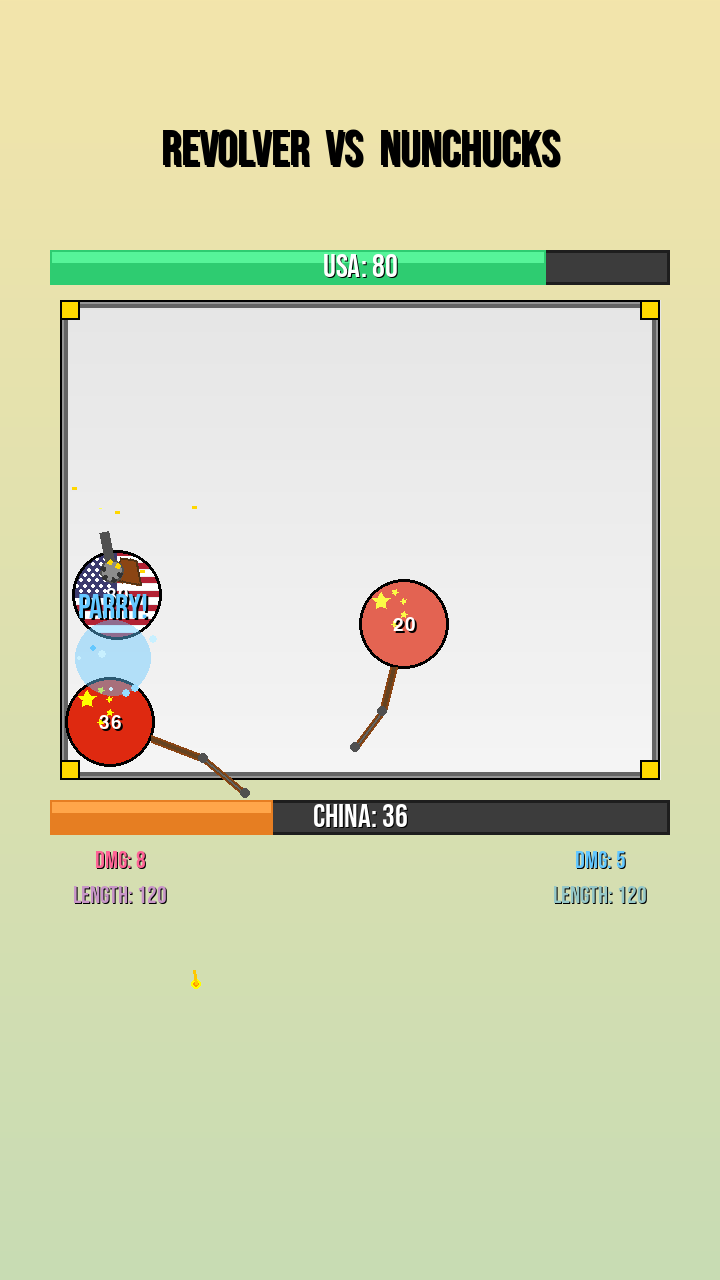 REVOLVER VS NUNCHUCKS
USA: 80
PARRY!
20
36
CHINA: 36
DMG: 8
DMG: 5
LENGTH: 120
LENGTH: 120